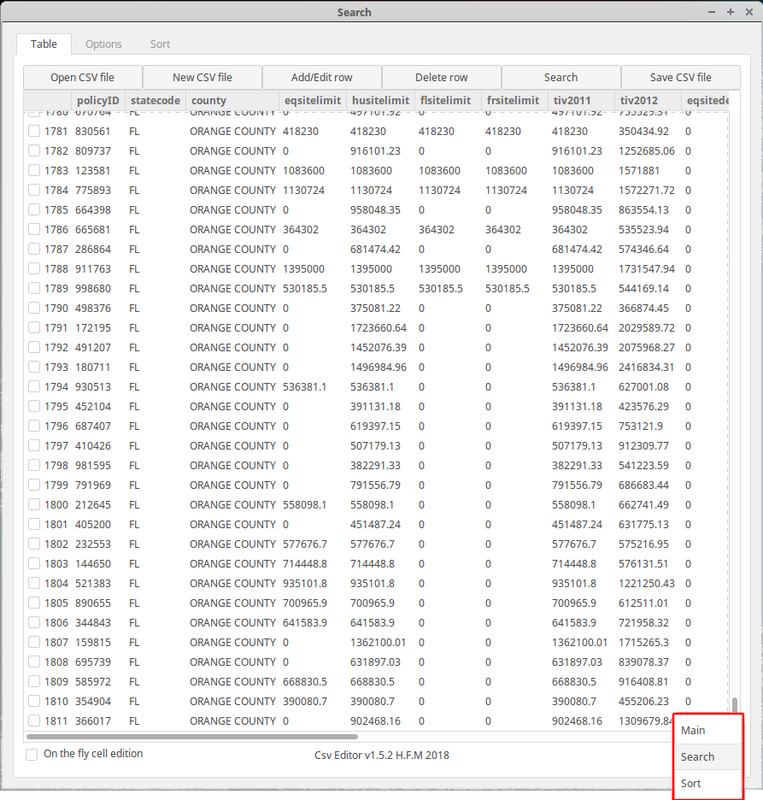 Search
Table Options Sort
Open CSV file New CSV file Add/Edit row Delete row Search Save CSV file
policyID statecode county eqsitelimit husitelimit flsitelimit frsitelimit tiv2011 tiv2012 eqsitede
1780 670764 FL ORANGE COUNTY 0 497101.92 0 0 497101.92 0
1781 830561 FL ORANGE COUNTY 418230 418230 418230 418230 418230 350434.92 0
1782 809737 FL ORANGE COUNTY 0 916101.23 0 0 916101.23 1252685.06 0
1783 123581 FL ORANGE COUNTY 1083600 1083600 1083600 1083600 1083600 1571881 0
1784 775893 FL ORANGE COUNTY 1130724 1130724 1130724 1130724 1130724 1572271.72 0
1785 664398 FL ORANGE COUNTY 0 958048.35 0 0 958048.35 863554.13 0
1786 665681 FL ORANGE COUNTY 364302 364302 364302 364302 364302 535523.94 0
1787 286864 FL ORANGE COUNTY 0 681474.42 0 0 681474.42 574346.64 0
1788 911763 FL ORANGE COUNTY 1395000 1395000 1395000 1395000 1395000 1731547.94 0
1789 998680 FL ORANGE COUNTY 530185.5 530185.5 530185.5 530185.5 530185.5 544169.14 0
1790 498376 FL ORANGE COUNTY 0 375081.22 0 0 375081.22 366874.45 0
1791 172195 FL ORANGE COUNTY 0 1723660.64 0 0 1723660.64 2029589.72 0
1792 491207 FL ORANGE COUNTY 0 1452076.39 0 0 1452076.39 2075968.27 0
1793 180711 FL ORANGE COUNTY 0 1496984.96 0 0 1496984.96 2416834.31 0
1794 930513 FL ORANGE COUNTY 536381.1 536381.1 0 0 536381.1 627001.08 0
1795 452104 FL ORANGE COUNTY 0 391131.18 0 0 391131.18 423576.29 0
1796 687407 FL ORANGE COUNTY 0 619397.15 0 0 619397.15 753121.9 0
1797 410426 FL ORANGE COUNTY 0 507179.13 0 0 507179.13 912309.77 0
1798 981595 FL ORANGE COUNTY 0 382291.33 0 0 382291.33 541223.59 0
1799 791969 FL ORANGE COUNTY 0 791556.79 0 0 791556.79 686683.44 0
1800 212645 FL ORANGE COUNTY 558098.1 558098.1 0 0 558098.1 662741.49 0
1801 405200 FL ORANGE COUNTY 0 451487.24 0 0 451487.24 631775.13 0
1802 232553 FL ORANGE COUNTY 577676.7 577676.7 0 0 577676.7 575216.95 0
1803 144650 FL ORANGE COUNTY 714448.8 714448.8 0 0 714448.8 576131.51 0
1804 521383 FL ORANGE COUNTY 935101.8 935101.8 0 0 935101.8 1221250.43 0
1805 890655 FL ORANGE COUNTY 700965.9 700965.9 0 0 700965.9 612511.01 0
1806 344843 FL ORANGE COUNTY 641583.9 641583.9 0 0 641583.9 721958.32 0
1807 159815 FL ORANGE COUNTY 0 1362100.01 0 0 1362100.01 1715265.3 0
1808 695739 FL ORANGE COUNTY 0 631897.03 0 0 631897.03 839078.37 0
1809 585972 FL ORANGE COUNTY 668830.5 668830.5 0 0 668830.5 916408.81 0
1810 354904 FL ORANGE COUNTY 390080.7 390080.7 0 0 390080.7 455206.23 0
1811 366017 FL ORANGE COUNTY 0 902468.16 0 0 902468.16 1309679.84
Main
On the fly cell edition Csv Editor v1.5.2 H.F.M 2018 Search
Sort